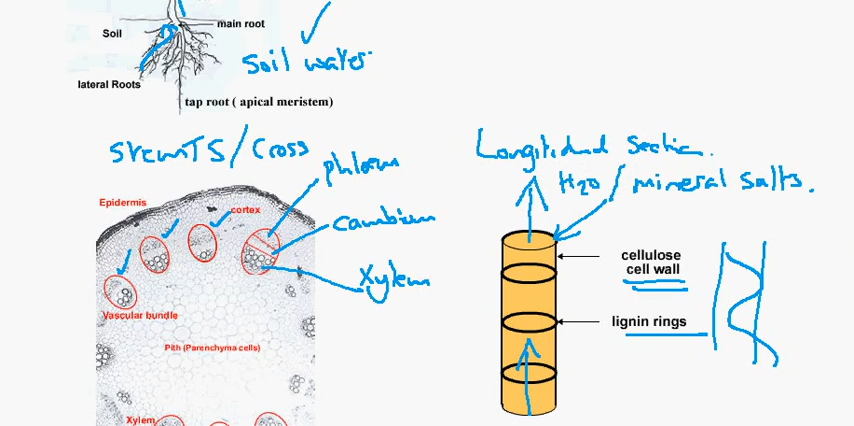 main root
Soil
Soil water
lateral Roots
tap root ( apical meristem)
Stem TS / Cross
Longitudinal Section.
phloem
H2O / mineral salts.
Epidermis
cortex
cambium
cellulose
cell wall
Xylem
Vascular bundle
lignin rings
Pith (Parenchyma cells)
Xylem